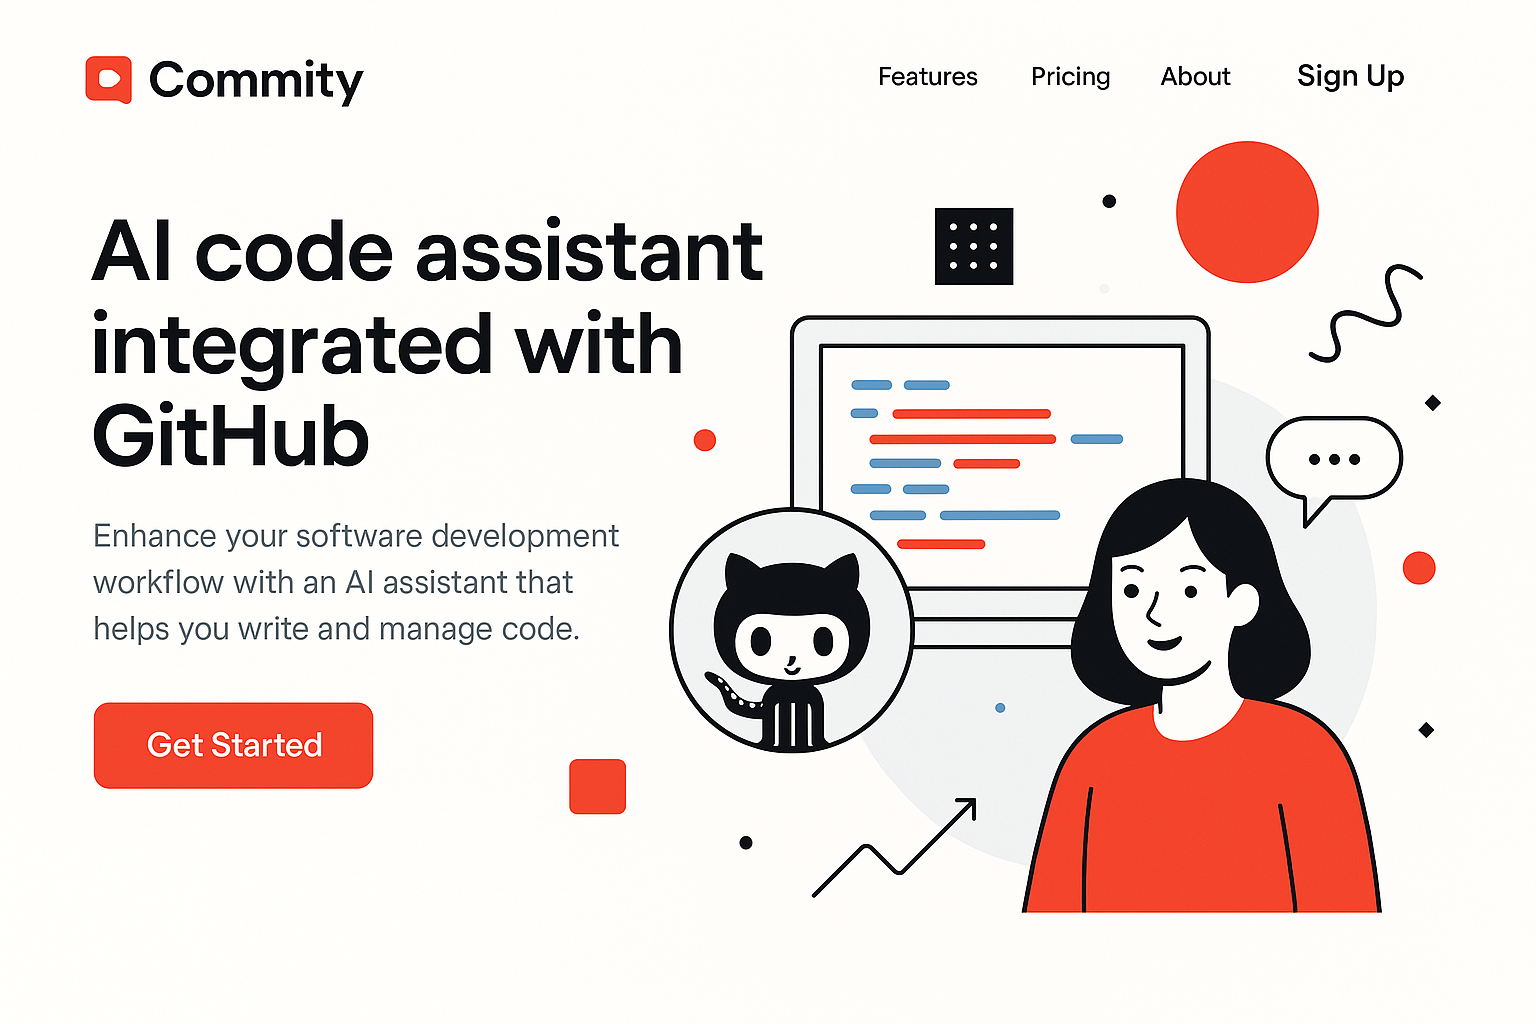 Commity
Features
Pricing
About
Sign Up
AI code assistant
integrated with
GitHub
Enhance your software development
workflow with an AI assistant that
helps you write and manage code.
Get Started